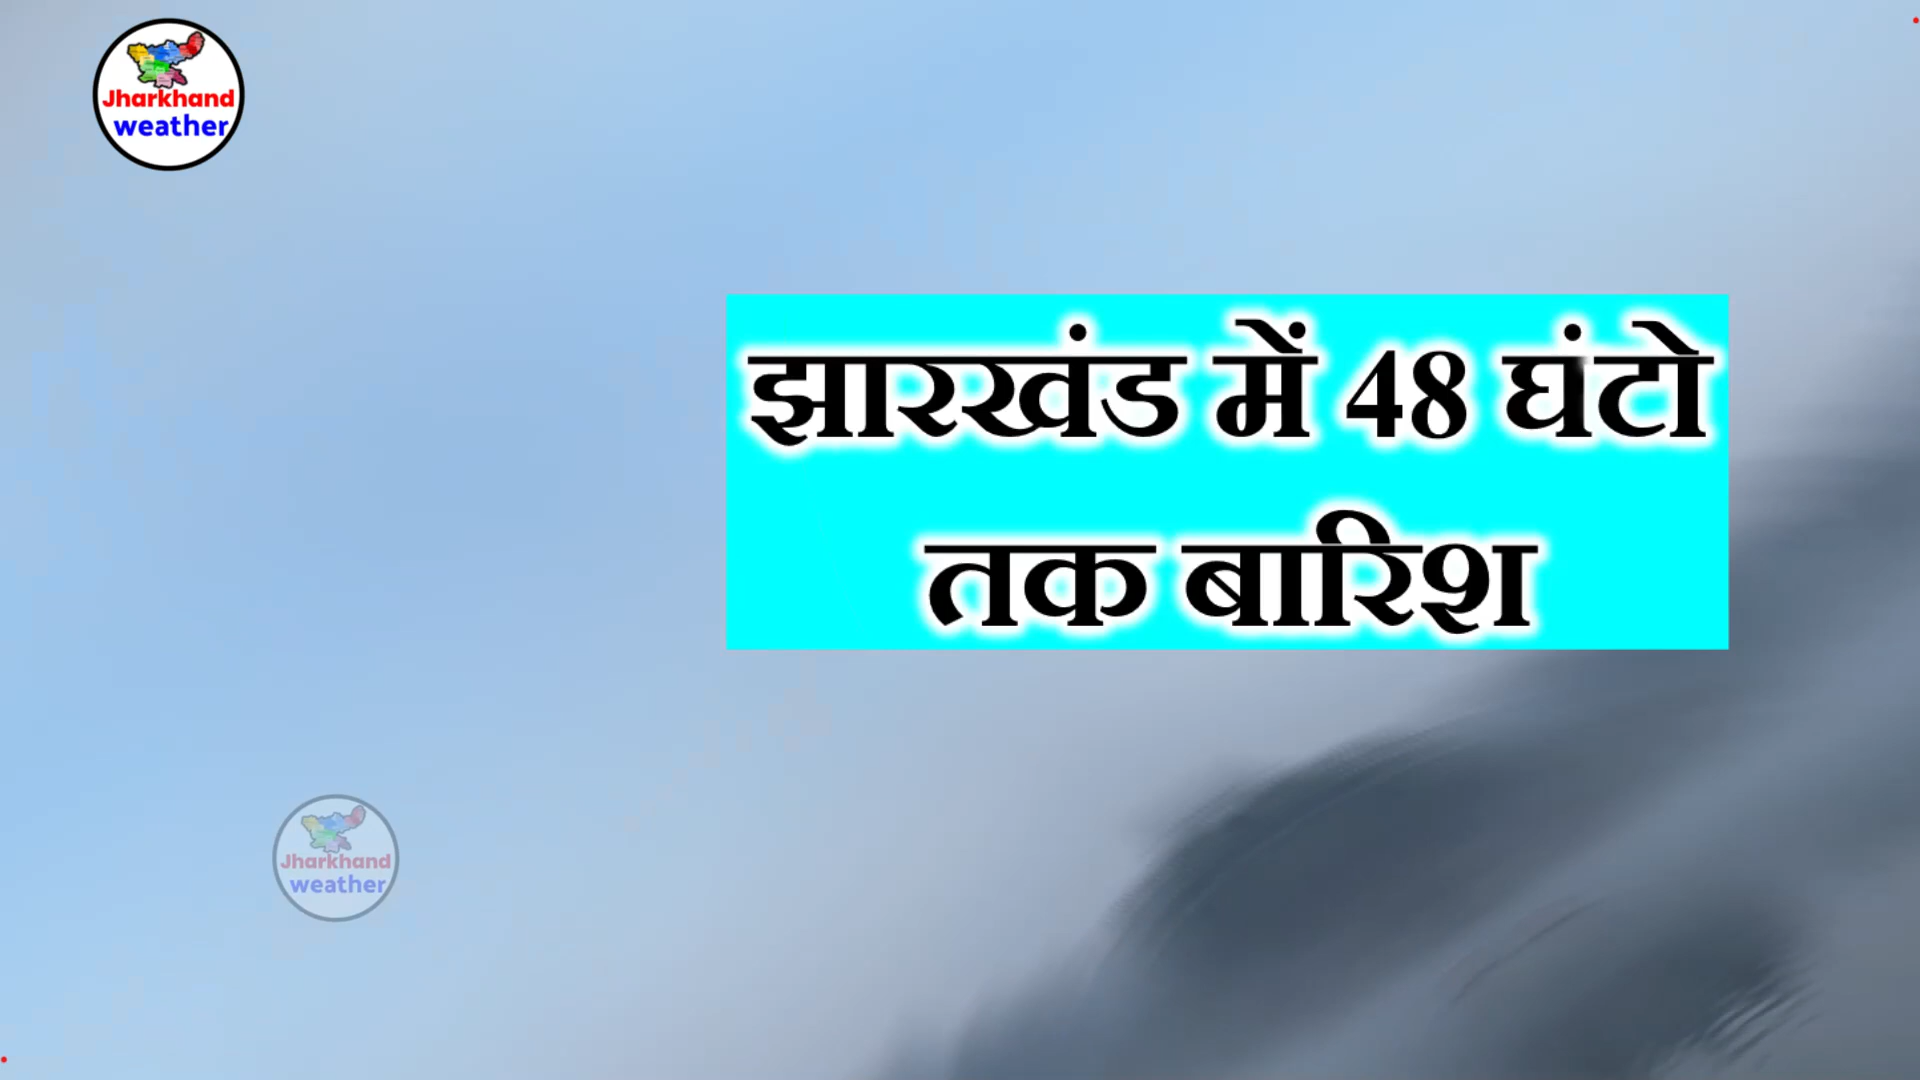 Jharkhand
weather
झारखंड में 48 घंटो
तक बारिश
Jharkhand
weather